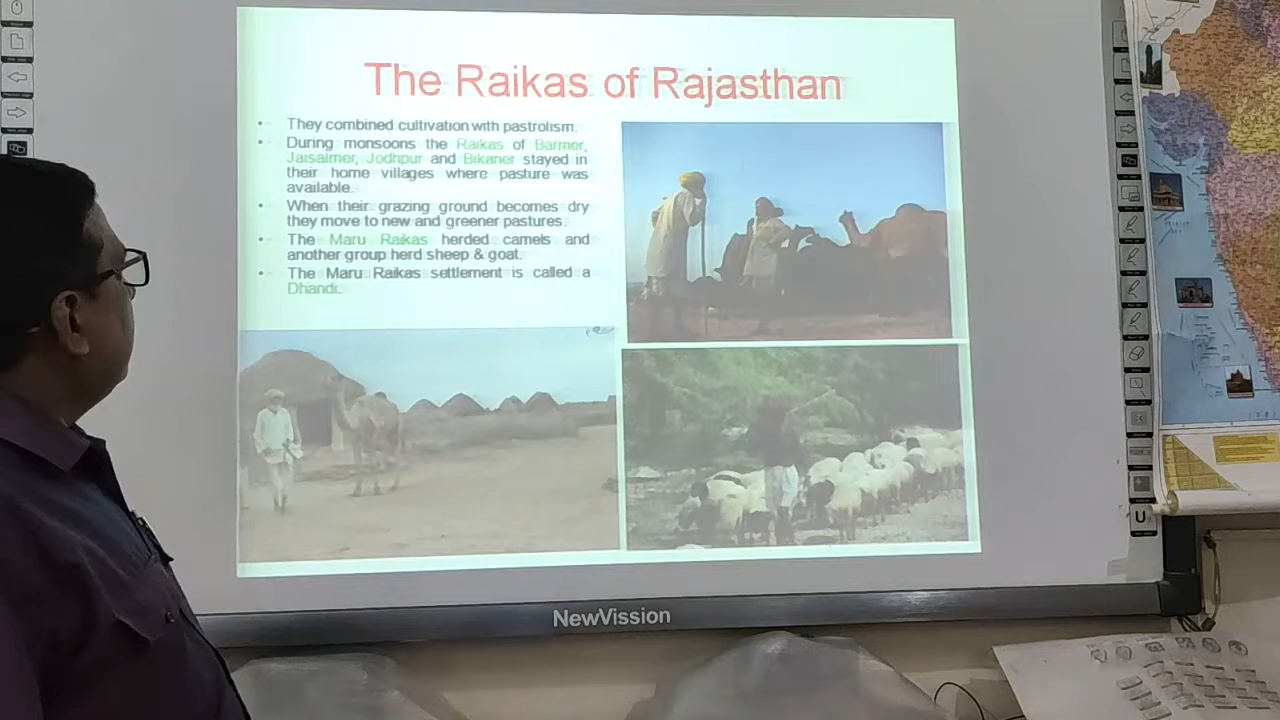 The Raikas of Rajasthan
• They combined cultivation with pastrolism.
• During monsoons the Raikas of Barmer,
Jaisalmer, Jodhpur and Bikaner stayed in
their home villages where pasture was
available.
• When their grazing ground becomes dry
they move to new and greener pastures.
• The Maru Raikas herded camels and
another group herd sheep & goat.
• The Maru Raikas settlement is called a
Dhandi.
NewVission
U